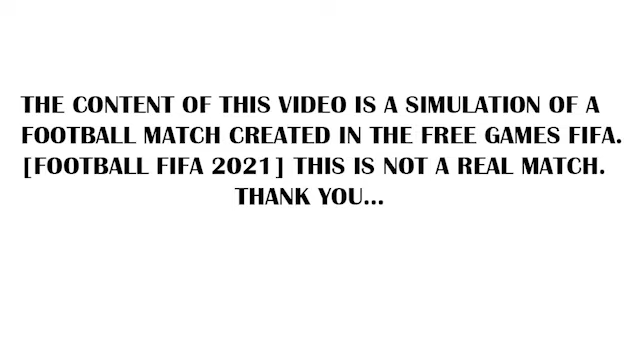 THE CONTENT OF THIS VIDEO IS A SIMULATION OF A
FOOTBALL MATCH CREATED IN THE FREE GAMES FIFA.
[FOOTBALL FIFA 2021] THIS IS NOT A REAL MATCH.
THANK YOU...